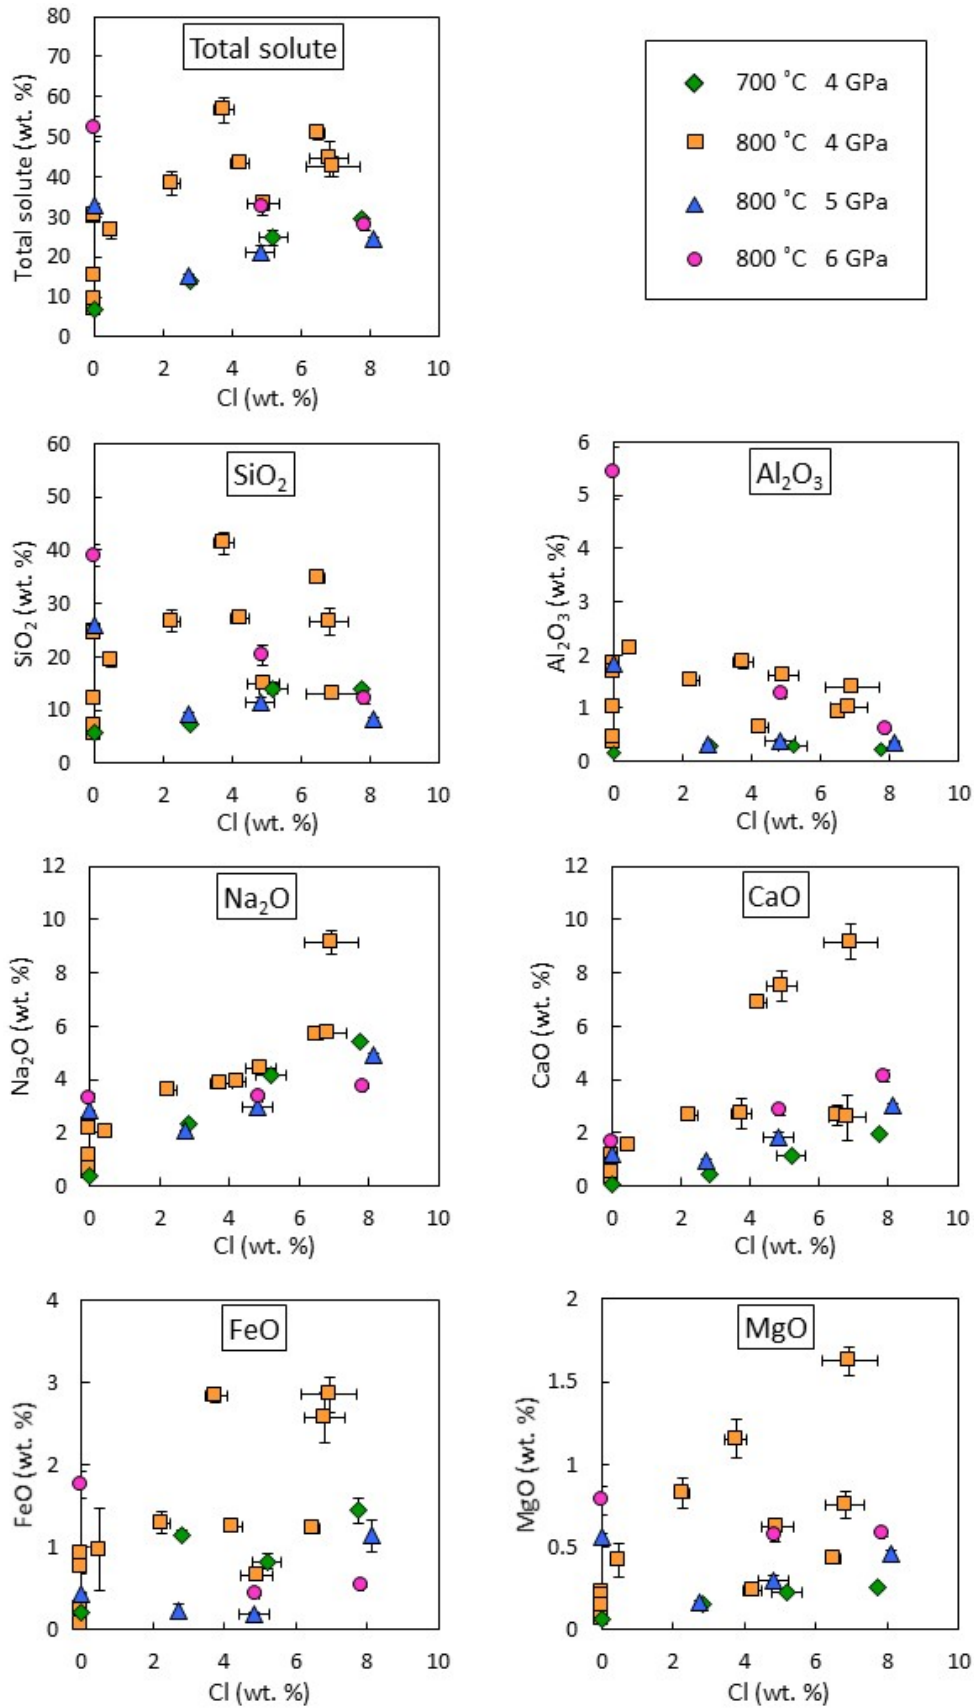 Total solute
Total solute (wt. %)
80
70
60
50
40
30
20
10
0
0 2 4 6 8 10
Cl (wt. %)
700 ˚C 4 GPa
800 ˚C 4 GPa
800 ˚C 5 GPa
800 ˚C 6 GPa
SiO₂
SiO₂ (wt. %)
60
50
40
30
20
10
0
0 2 4 6 8 10
Cl (wt. %)
Al₂O₃
Al₂O₃ (wt. %)
6
5
4
3
2
1
0
0 2 4 6 8 10
Cl (wt. %)
Na₂O
Na₂O (wt. %)
12
10
8
6
4
2
0
0 2 4 6 8 10
Cl (wt. %)
CaO
CaO (wt. %)
12
10
8
6
4
2
0
0 2 4 6 8 10
Cl (wt. %)
FeO
FeO (wt. %)
4
3
2
1
0
0 2 4 6 8 10
Cl (wt. %)
MgO
MgO (wt. %)
2
1.5
1
0.5
0
0 2 4 6 8 10
Cl (wt. %)